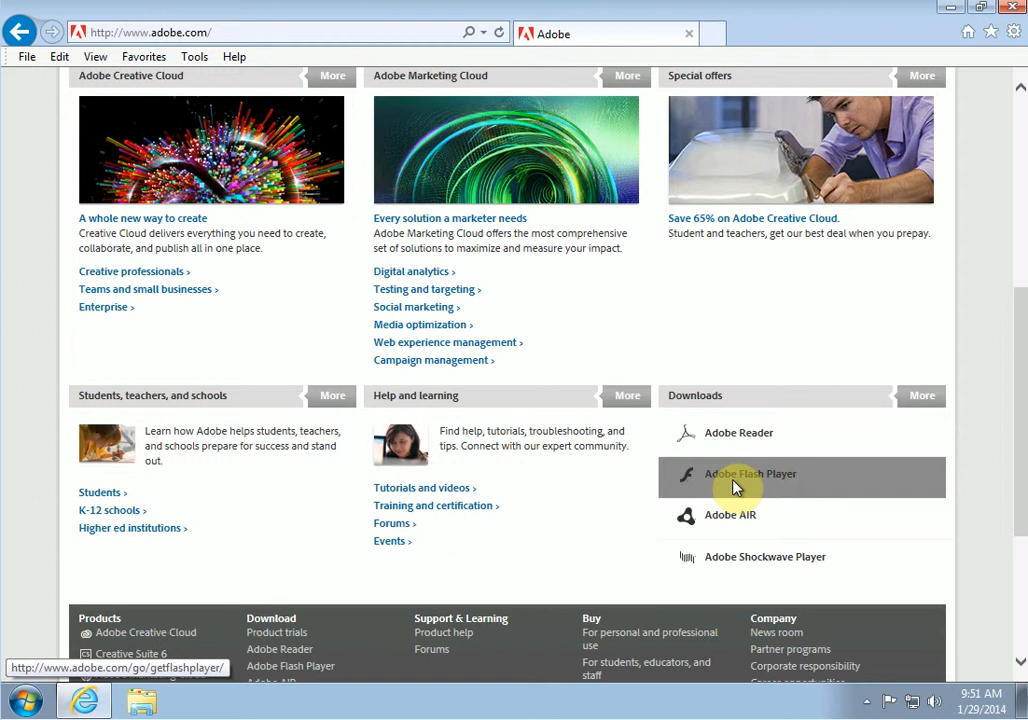 http://www.adobe.com/
Adobe
File Edit View Favorites Tools Help
Adobe Creative Cloud More
Adobe Marketing Cloud More
Special offers More
A whole new way to create
Creative Cloud delivers everything you need to create,
collaborate, and publish all in one place.
Creative professionals ›
Teams and small businesses ›
Enterprise ›
Every solution a marketer needs
Adobe Marketing Cloud offers the most comprehensive
set of solutions to maximize and measure your impact.
Digital analytics ›
Testing and targeting ›
Social marketing ›
Media optimization ›
Web experience management ›
Campaign management ›
Save 65% on Adobe Creative Cloud.
Student and teachers, get our best deal when you prepay.
Students, teachers, and schools More
Learn how Adobe helps students, teachers,
and schools prepare for success and stand
out.
Students ›
K-12 schools ›
Higher ed institutions ›
Help and learning More
Find help, tutorials, troubleshooting, and
tips. Connect with our expert community.
Tutorials and videos ›
Training and certification ›
Forums ›
Events ›
Downloads More
Adobe Reader
Adobe Flash Player
Adobe AIR
Adobe Shockwave Player
Products
Adobe Creative Cloud
Creative Suite 6
Download
Product trials
Adobe Reader
Adobe Flash Player
Adobe AIR
Support & Learning
Product help
Forums
Buy
For personal and professional
use
For students, educators, and
staff
Company
News room
Partner programs
Corporate responsibility
Career opportunities
http://www.adobe.com/go/getflashplayer/
9:51 AM
1/29/2014